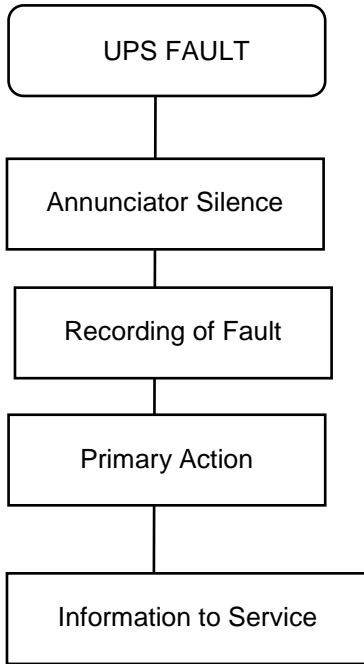 UPS FAULT
Annunciator Silence
Recording of Fault
Primary Action
Information to Service